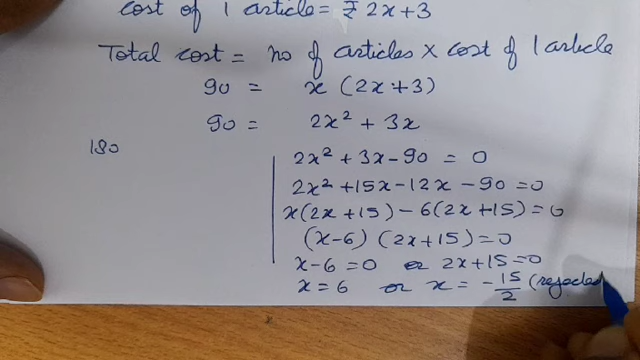 cost of 1 article = ₹ 2x+3
Total cost = no of articles × cost of 1 article
90 = x (2x+3)
90 = 2x² + 3x
180
2x² + 3x - 90 = 0
2x² + 15x - 12x - 90 = 0
x(2x + 15) - 6(2x + 15) = 0
(x-6) (2x+15) = 0
x-6 = 0 or 2x+15=0
x = 6 or x = -15/2 (rejected